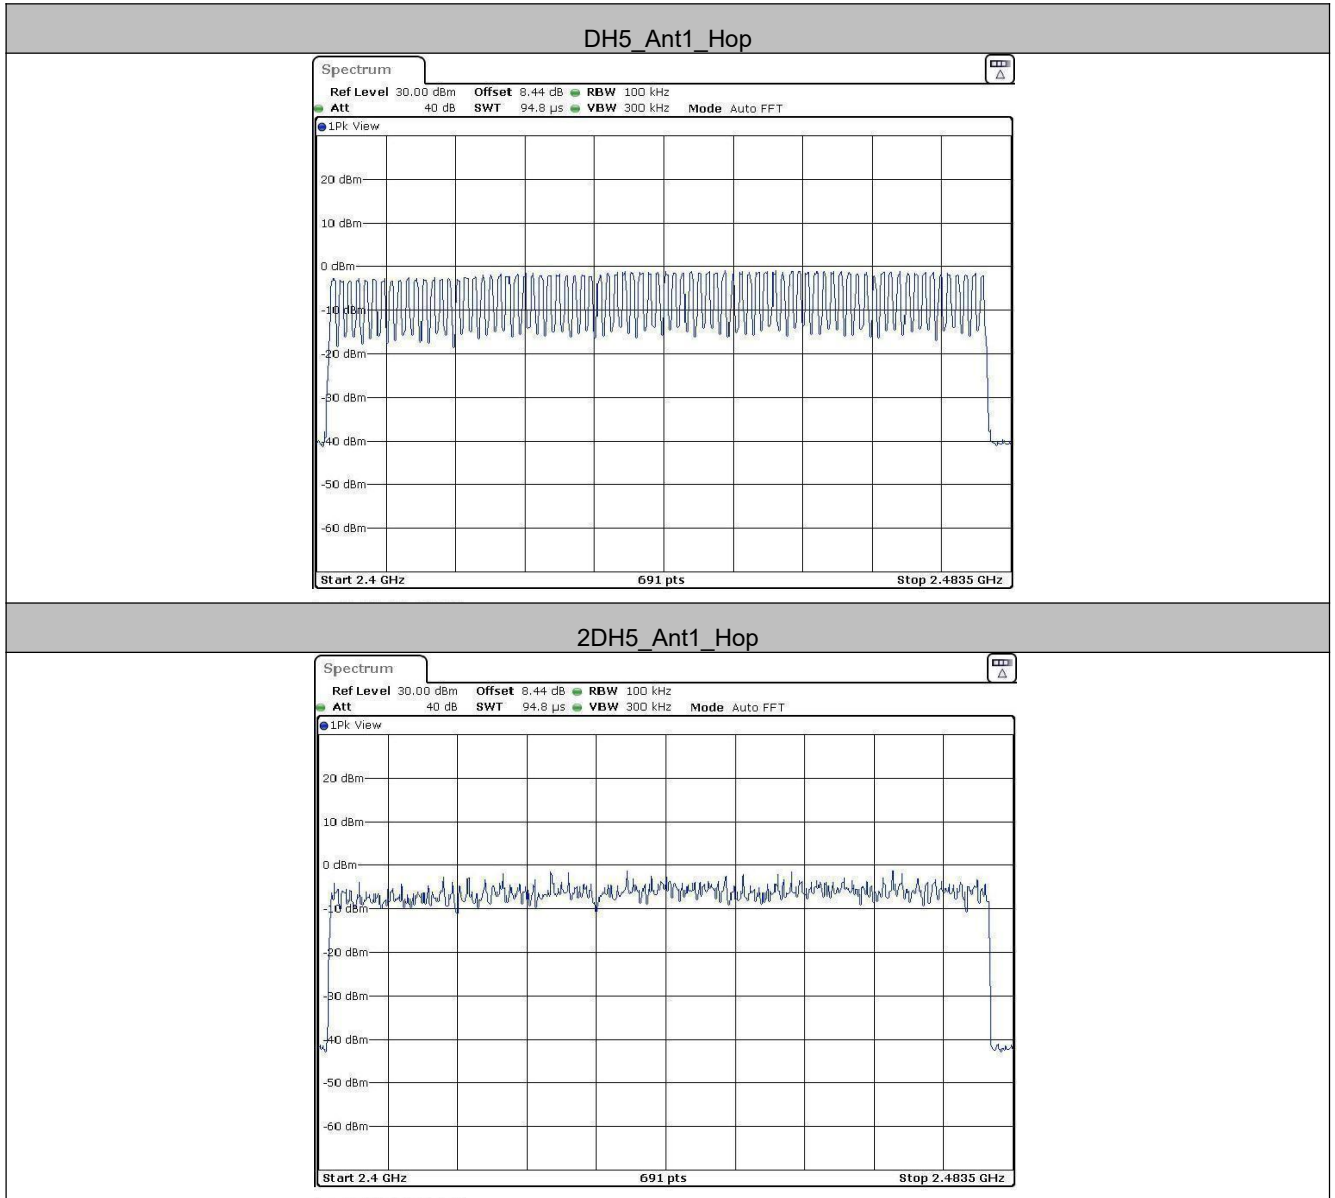 DH5_Ant1_Hop
Spectrum
Ref Level 30.00 dBm Offset 8.44 dB RBW 100 kHz
Att 40 dB SWT 94.8 µs VBW 300 kHz Mode Auto FFT
1Pk View
20 dBm
10 dBm
0 dBm
-10 dBm
-20 dBm
-30 dBm
-40 dBm
-50 dBm
-60 dBm
Start 2.4 GHz 691 pts Stop 2.4835 GHz
2DH5_Ant1_Hop
Spectrum
Ref Level 30.00 dBm Offset 8.44 dB RBW 100 kHz
Att 40 dB SWT 94.8 µs VBW 300 kHz Mode Auto FFT
1Pk View
20 dBm
10 dBm
0 dBm
-10 dBm
-20 dBm
-30 dBm
-40 dBm
-50 dBm
-60 dBm
Start 2.4 GHz 691 pts Stop 2.4835 GHz